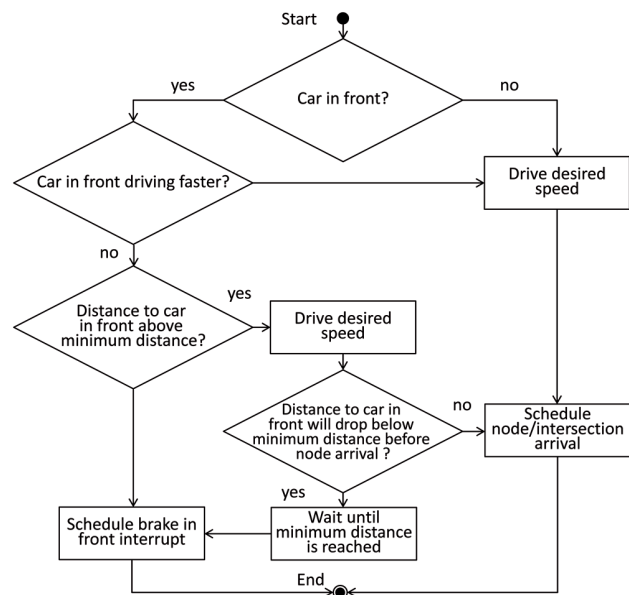 Start
Car in front?
yes
no
Car in front driving faster?
Drive desired
speed
no
Distance to car
in front above
minimum distance?
yes
Drive desired
speed
Distance to car in
front will drop below
minimum distance before
node arrival ?
no
Schedule
node/intersection
arrival
yes
Schedule brake in
front interrupt
Wait until
minimum distance
is reached
End